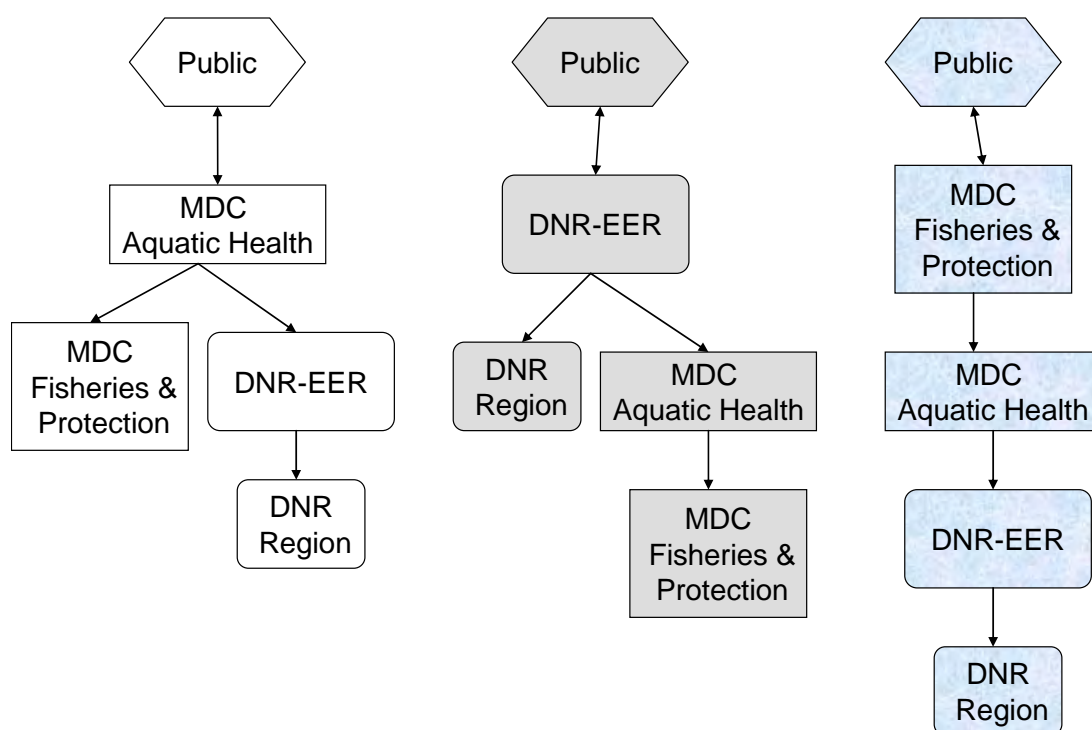 Public
MDC
Aquatic Health
MDC
Fisheries &
Protection
DNR-EER
DNR
Region
Public
DNR-EER
DNR
Region
MDC
Aquatic Health
MDC
Fisheries &
Protection
Public
MDC
Fisheries &
Protection
MDC
Aquatic Health
DNR-EER
DNR
Region